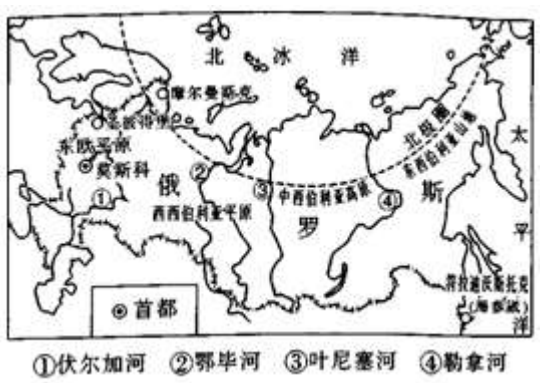 北冰洋
摩尔曼斯克
圣彼得堡
东欧平原
莫斯科
①
俄
②
西西伯利亚平原
③
中西伯利亚高原
罗
④
斯
北极圈
东西伯利亚山地
太平洋
符拉迪沃斯托克
(海参崴)
首都
①伏尔加河 ②鄂毕河 ③叶尼塞河 ④勒拿河